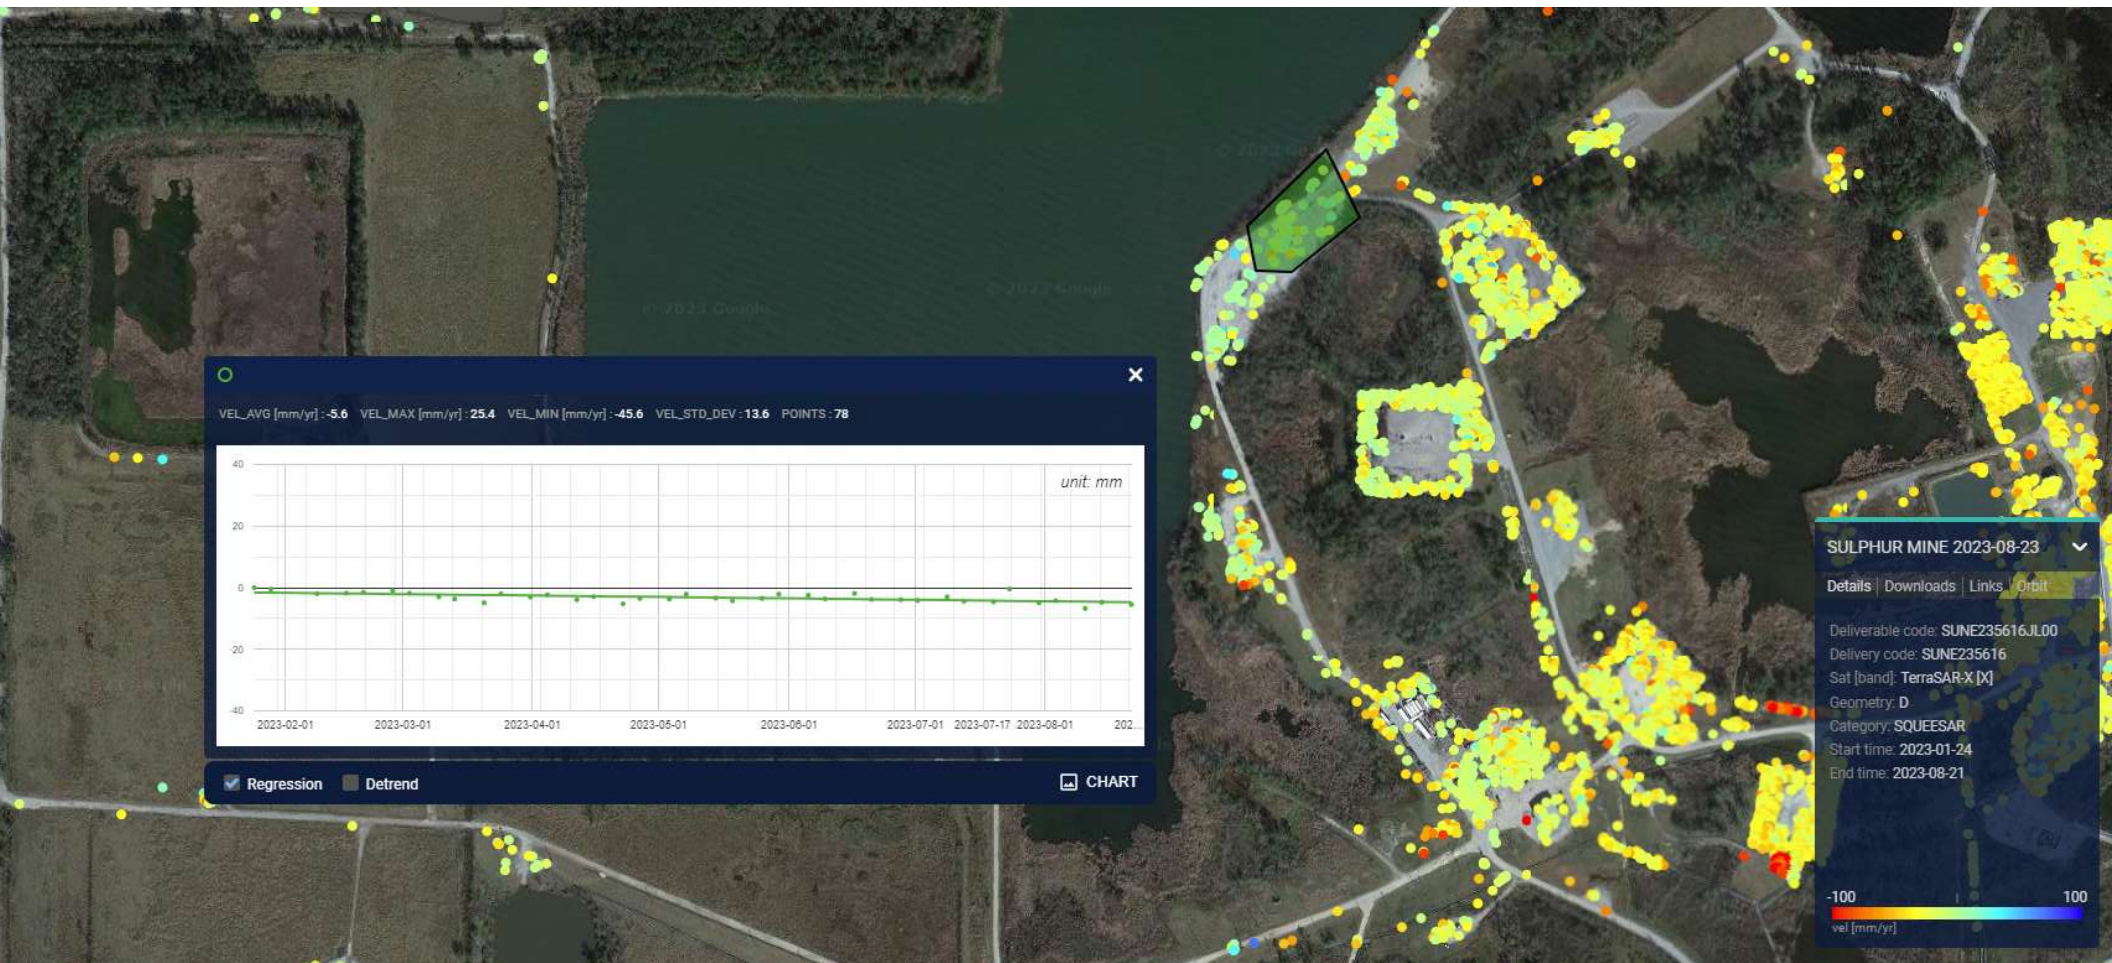 © 2023 Google
© 2023 Google
VEL_AVG [mm/yr] : -5.6 VEL_MAX [mm/yr] : 25.4 VEL_MIN [mm/yr] : -45.6 VEL_STD_DEV : 13.6 POINTS : 78
40
unit: mm
20
0
-20
-40
2023-02-01 2023-03-01 2023-04-01 2023-05-01 2023-06-01 2023-07-01 2023-07-17 2023-08-01 202...
Regression Detrend CHART
SULPHUR MINE 2023-08-23
Details | Downloads | Links | Orbit
Deliverable code: SUNE235616JL00
Delivery code: SUNE235616
Sat [band]: TerraSAR-X [X]
Geometry: D
Category: SQUEESAR
Start time: 2023-01-24
End time: 2023-08-21
-100 100
vel [mm/yr]